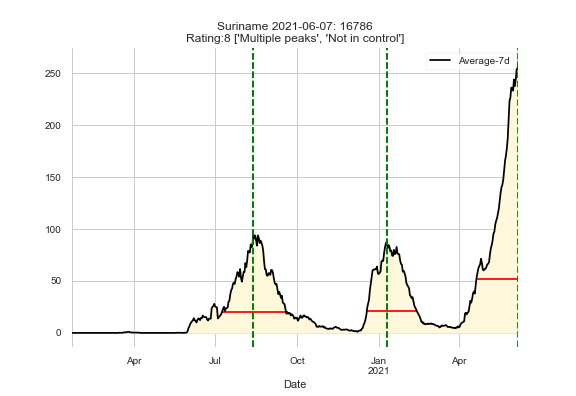 Suriname 2021-06-07: 16786
Rating:8 ['Multiple peaks', 'Not in control']
Average-7d
250
200
150
100
50
0
Apr
Jul
Oct
Jan
2021
Apr
Date